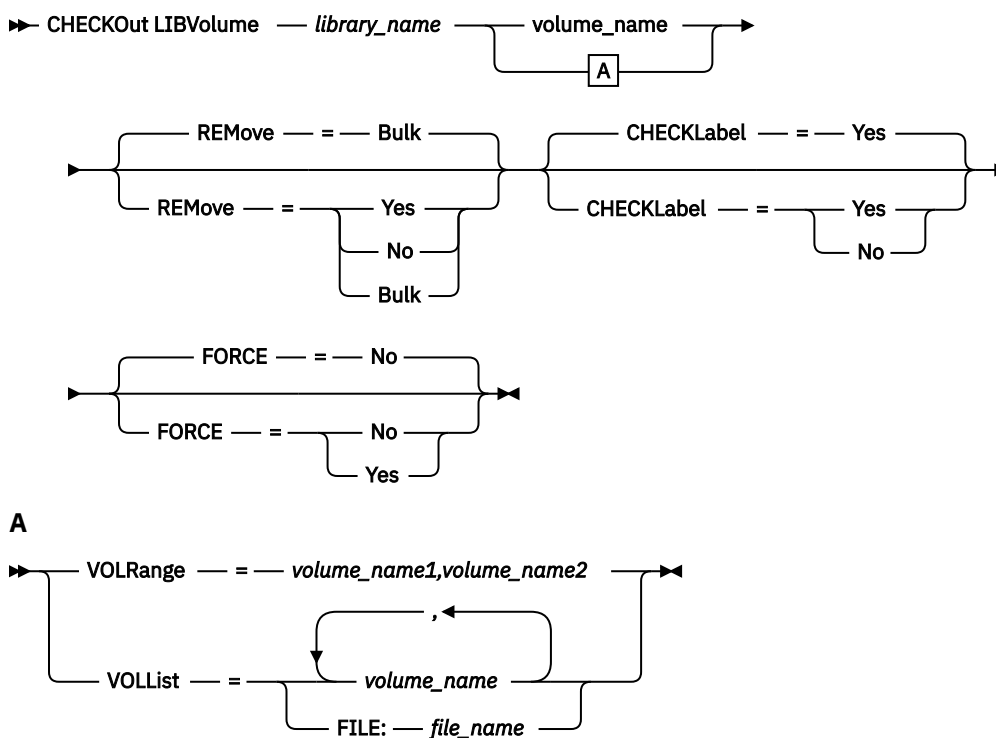 CHECKOut LIBVolume library_name volume_name
A
REMove = Bulk CHECKLabel = Yes
REMove = Yes CHECKLabel = Yes
No No
Bulk
FORCE = No
FORCE = No
Yes
A
VOLRange = volume_name1,volume_name2
,
VOLList = volume_name
FILE: file_name